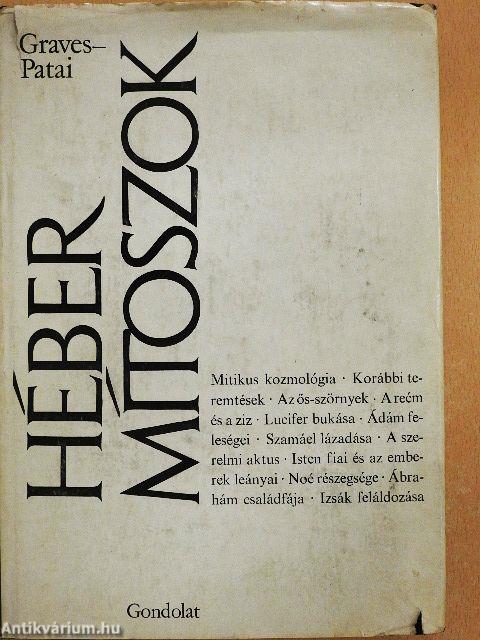 Graves–
Patai
HÉBER
MÍTOSZOK
Mitikus kozmológia · Korábbi te-
remtések · Az ős-szörnyek · A reém
és a ziz · Lucifer bukása · Ádám fe-
leségei · Szamáel lázadása · A sze-
relmi aktus · Isten fiai és az embe-
rek leányai · Noé részegsége · Ábra-
hám családfája · Izsák feláldozása
Gondolat
Antikvárium.hu